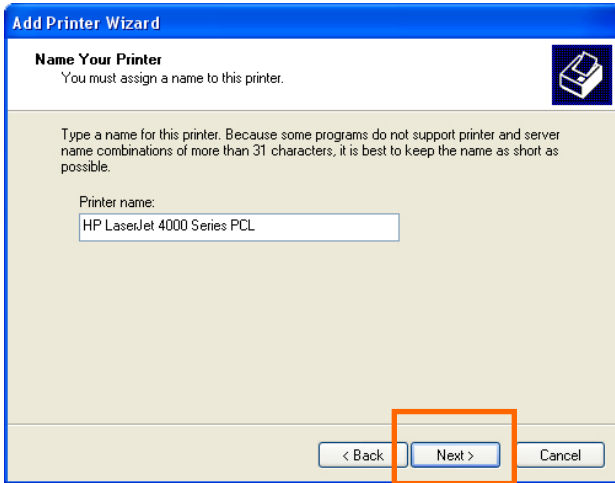 Add Printer Wizard
Name Your Printer
You must assign a name to this printer.
Type a name for this printer. Because some programs do not support printer and server
name combinations of more than 31 characters, it is best to keep the name as short as
possible.
Printer name:
HP LaserJet 4000 Series PCL
< Back
Next >
Cancel